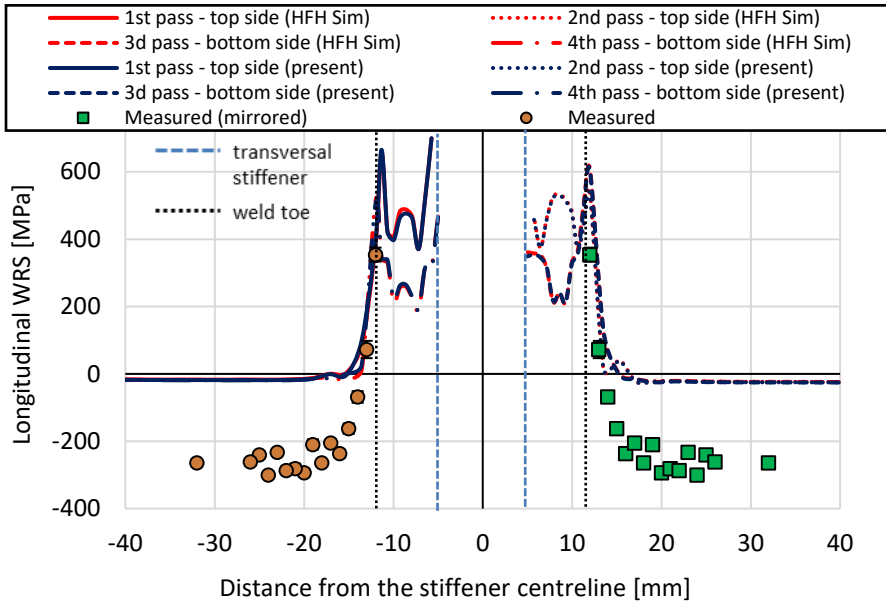 1st pass - top side (HFH Sim)
2nd pass - top side (HFH Sim)
3d pass - bottom side (HFH Sim)
4th pass - bottom side (HFH Sim)
1st pass - top side (present)
2nd pass - top side (present)
3d pass - bottom side (present)
4th pass - bottom side (present)
Measured (mirrored)
Measured
transversal
stiffener
weld toe
Longitudinal WRS [MPa]
600
400
200
0
-200
-400
-40
-30
-20
-10
0
10
20
30
40
Distance from the stiffener centreline [mm]